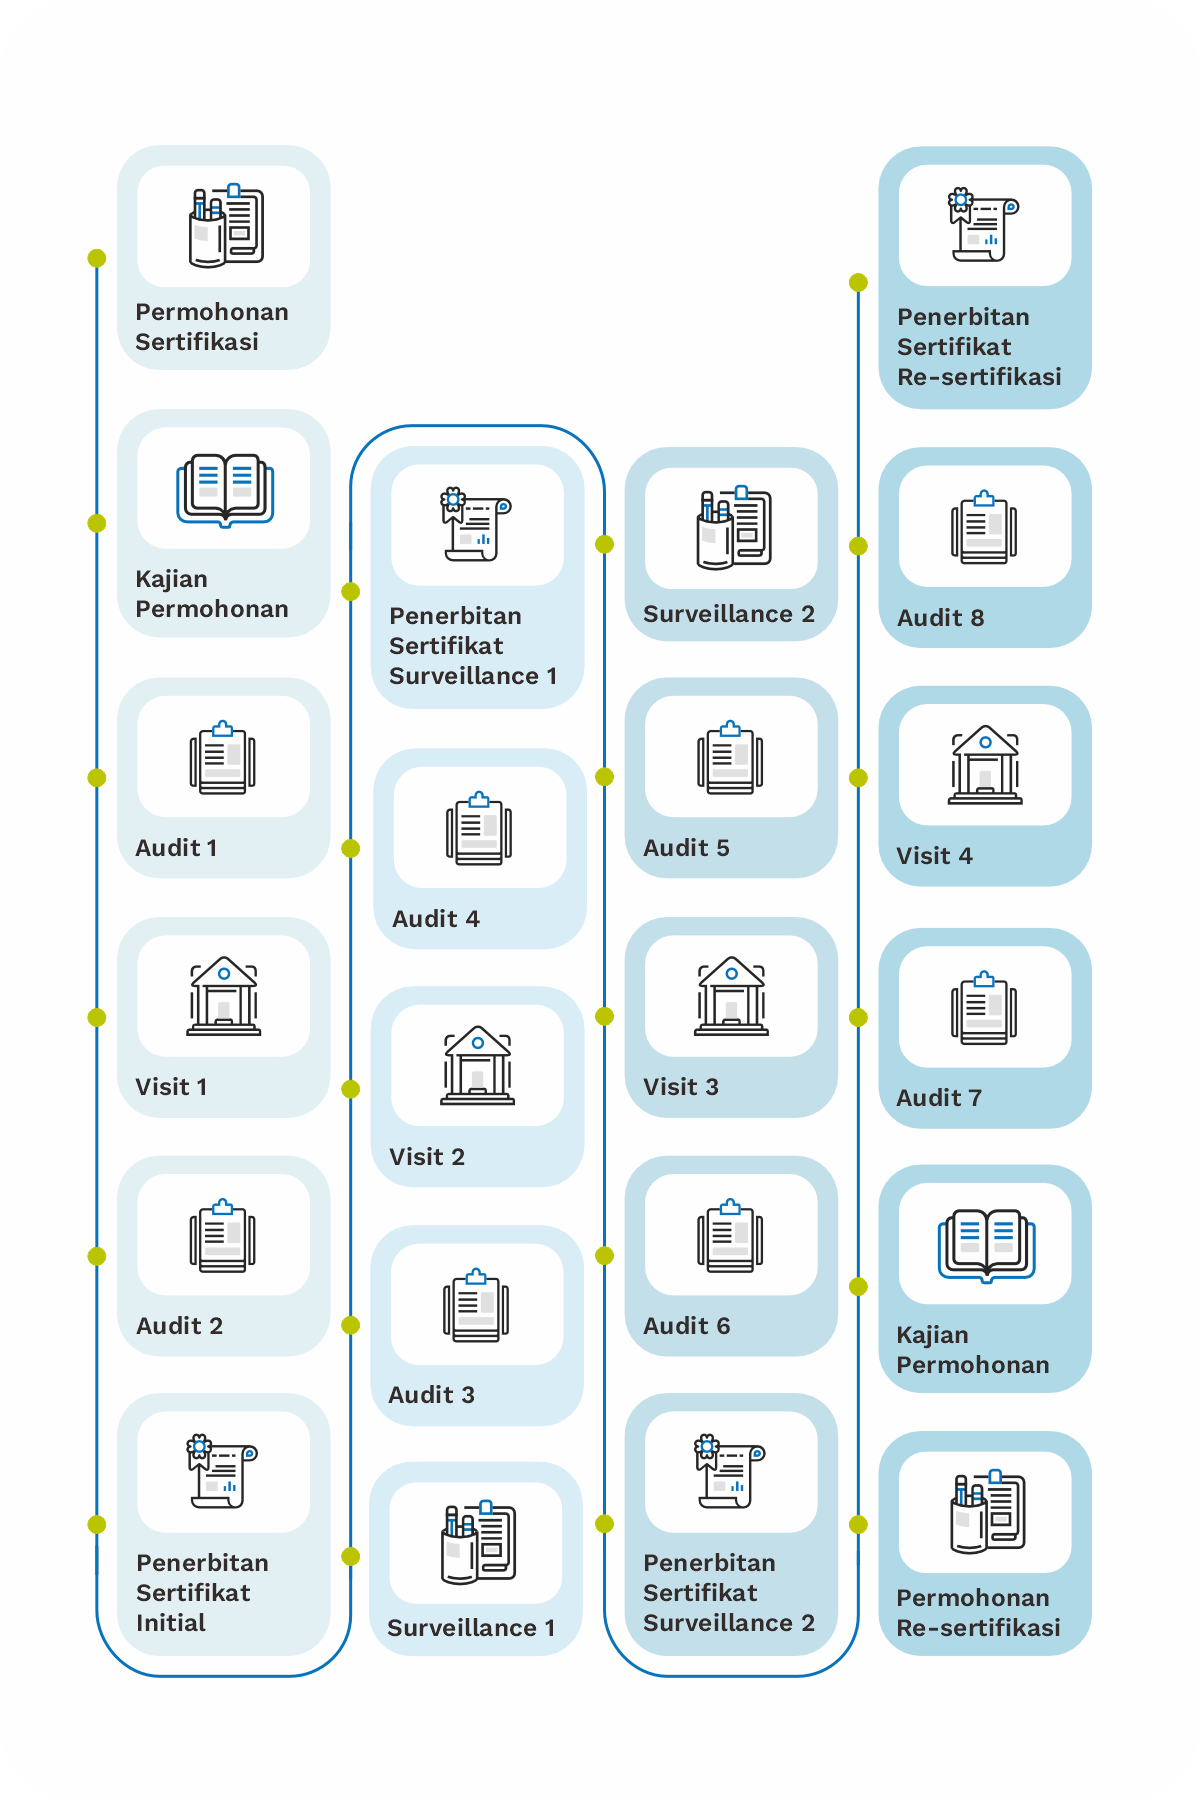 Permohonan
Sertifikasi
Kajian
Permohonan
Audit 1
Visit 1
Audit 2
Penerbitan
Sertifikat
Initial
Surveillance 1
Audit 3
Visit 2
Audit 4
Penerbitan
Sertifikat
Surveillance 1
Surveillance 2
Audit 5
Visit 3
Audit 6
Penerbitan
Sertifikat
Surveillance 2
Permohonan
Re-sertifikasi
Kajian
Permohonan
Audit 7
Visit 4
Audit 8
Penerbitan
Sertifikat
Re-sertifikasi